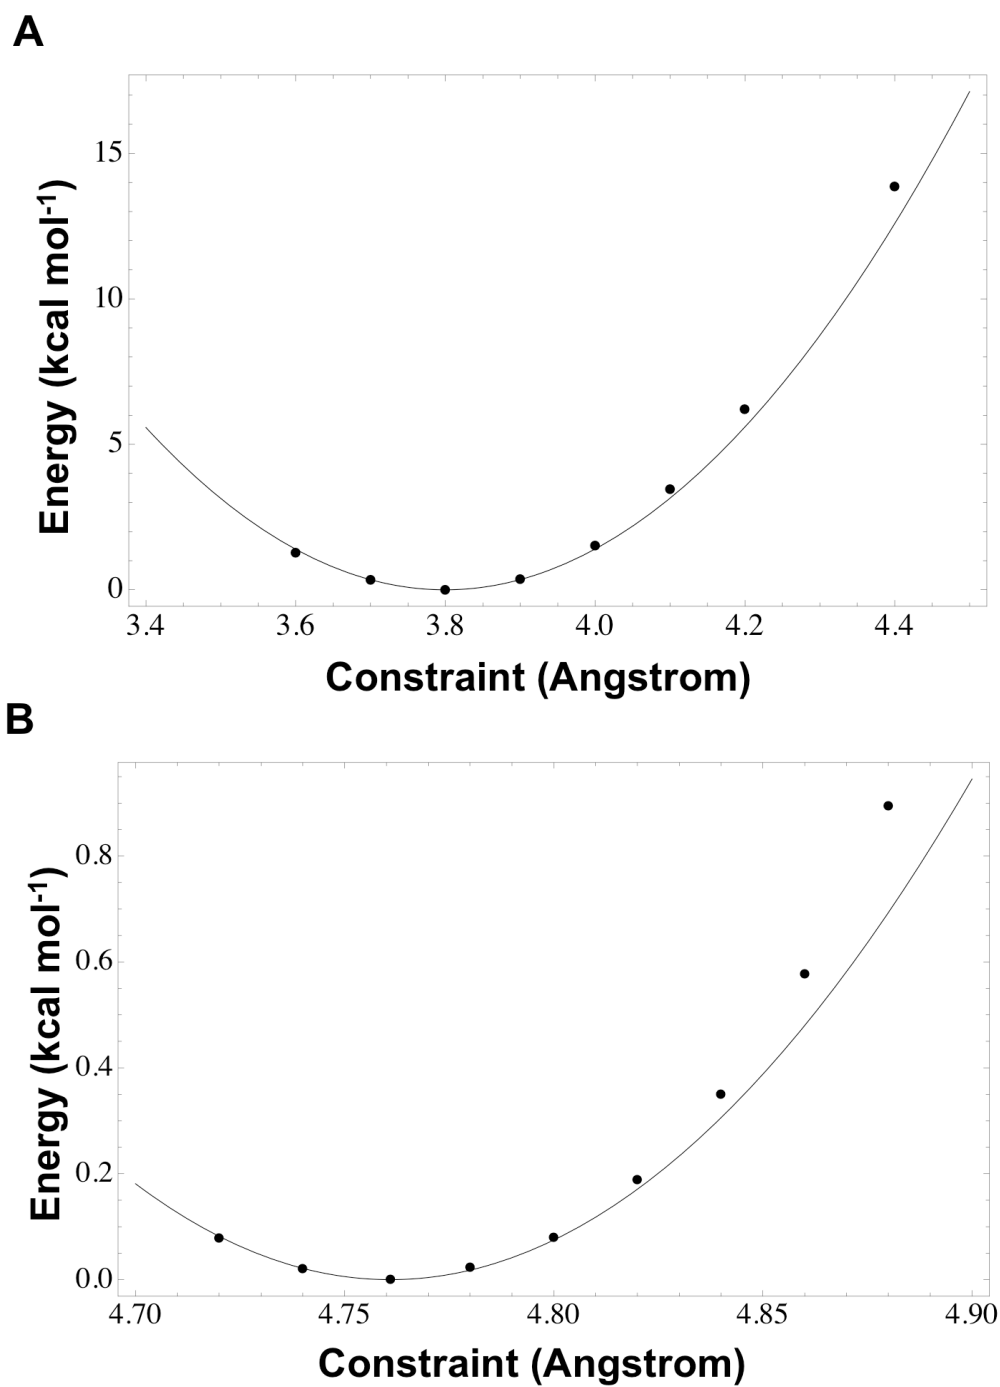 A
Energy (kcal mol-1)
15
10
5
0
3.4 3.6 3.8 4.0 4.2 4.4
Constraint (Angstrom)
B
Energy (kcal mol-1)
0.8
0.6
0.4
0.2
0.0
4.70 4.75 4.80 4.85 4.90
Constraint (Angstrom)